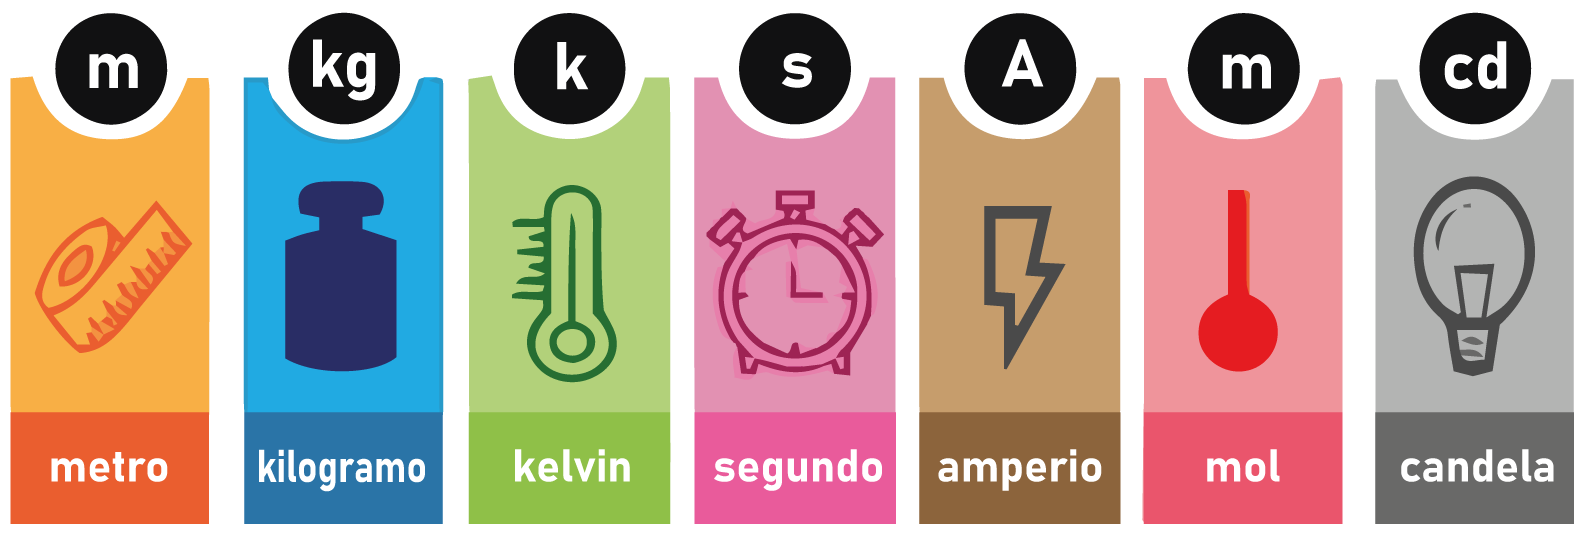 m
kg
k
s
A
m
cd
metro
kilogramo
kelvin
segundo
amperio
mol
candela